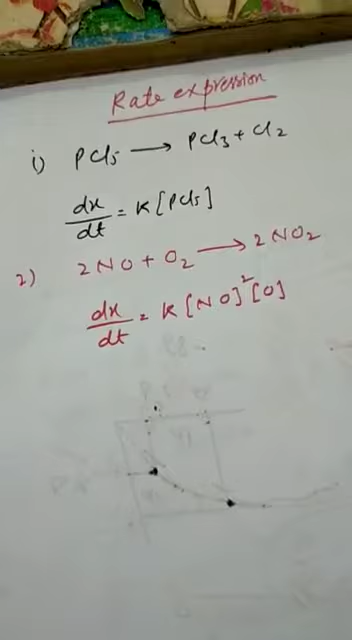 Rate expression
i) PCl5 → PCl3 + Cl2
dx/dt = K[PCl5]
2) 2NO + O2 → 2NO2
dx/dt = K[NO]²[O]